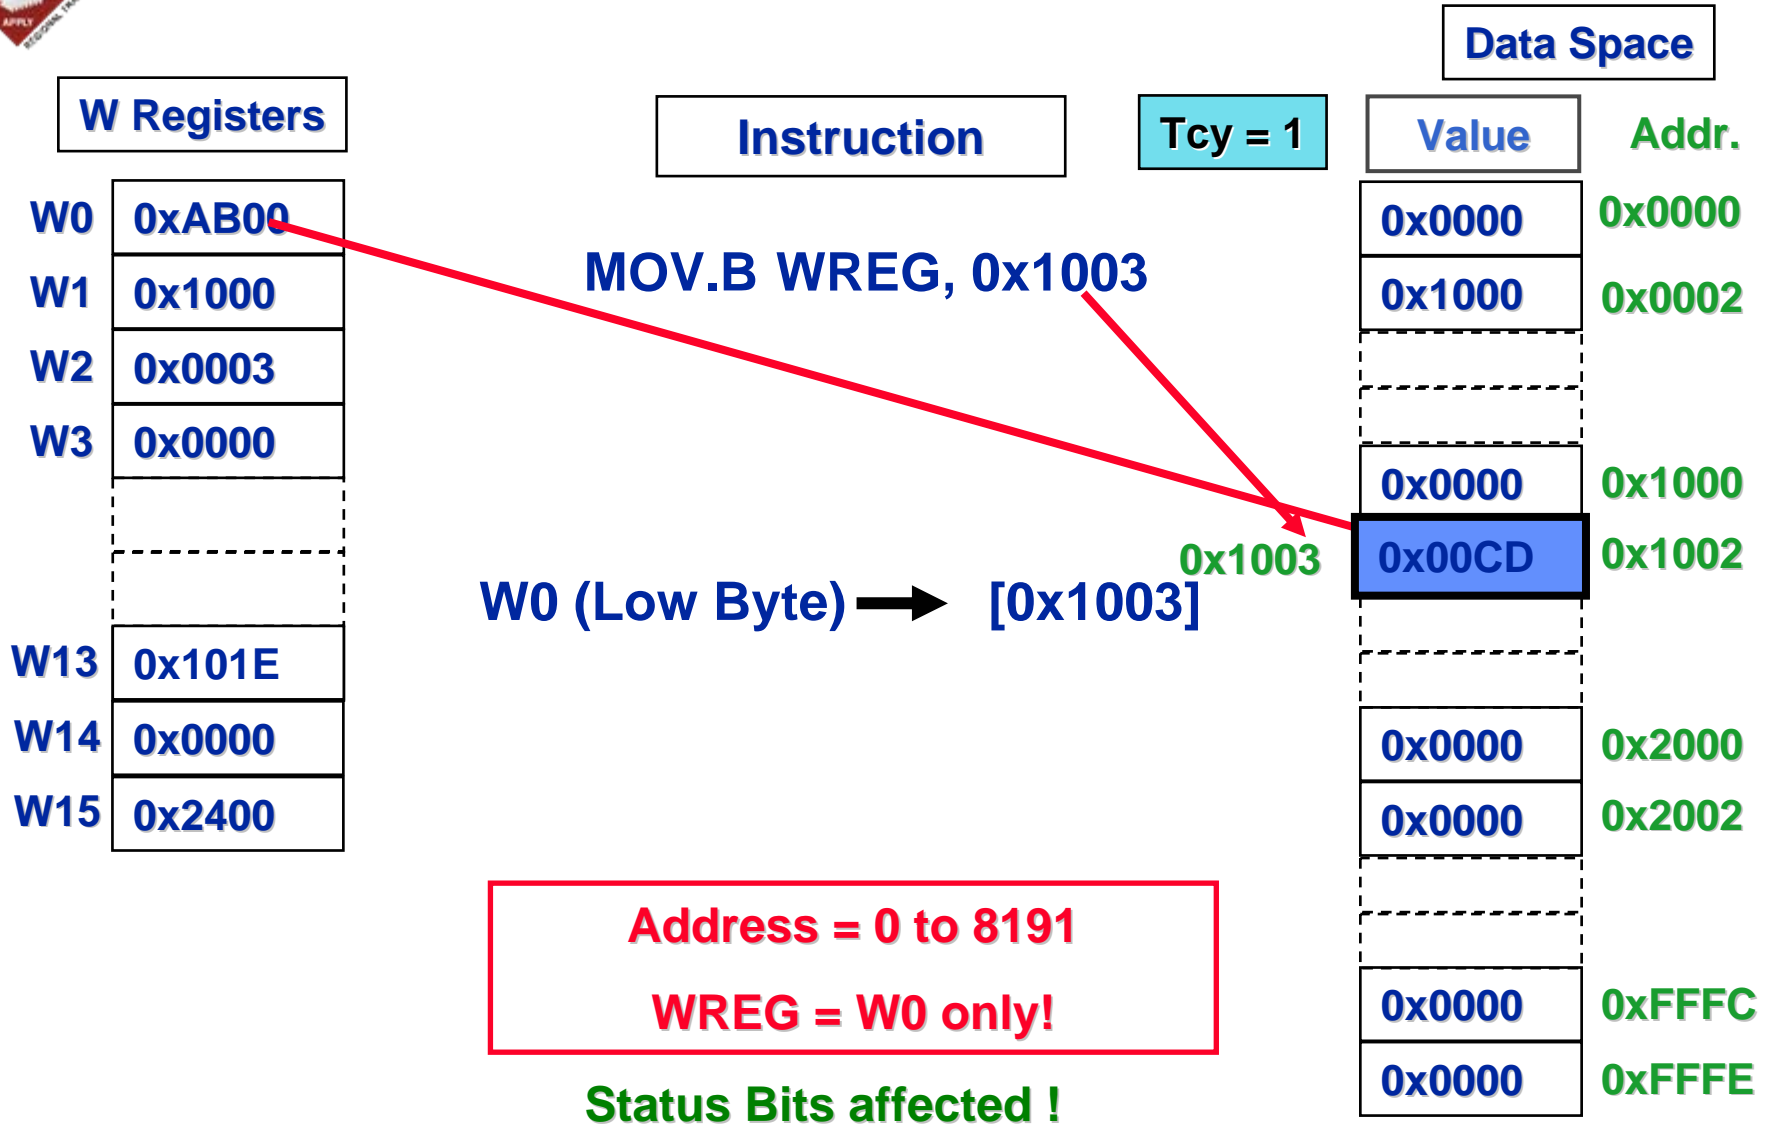 APPLY
Data Space
W Registers
Instruction
Tcy = 1
Value
Addr.
W0 0xAB00
W1 0x1000
W2 0x0003
W3 0x0000
W13 0x101E
W14 0x0000
W15 0x2400
MOV.B WREG, 0x1003
W0 (Low Byte) [0x1003]
0x1003
0x0000 0x0000
0x1000 0x0002
0x0000 0x1000
0x00CD 0x1002
0x0000 0x2000
0x0000 0x2002
0x0000 0xFFFC
0x0000 0xFFFE
Address = 0 to 8191
WREG = W0 only!
Status Bits affected !